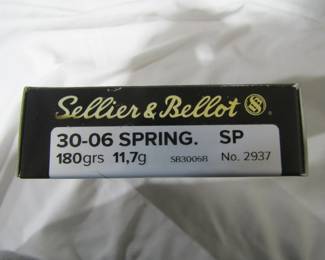 Sellier & Bellot
30-06 SPRING. SP
180grs 11,7g SB3006B No. 2937